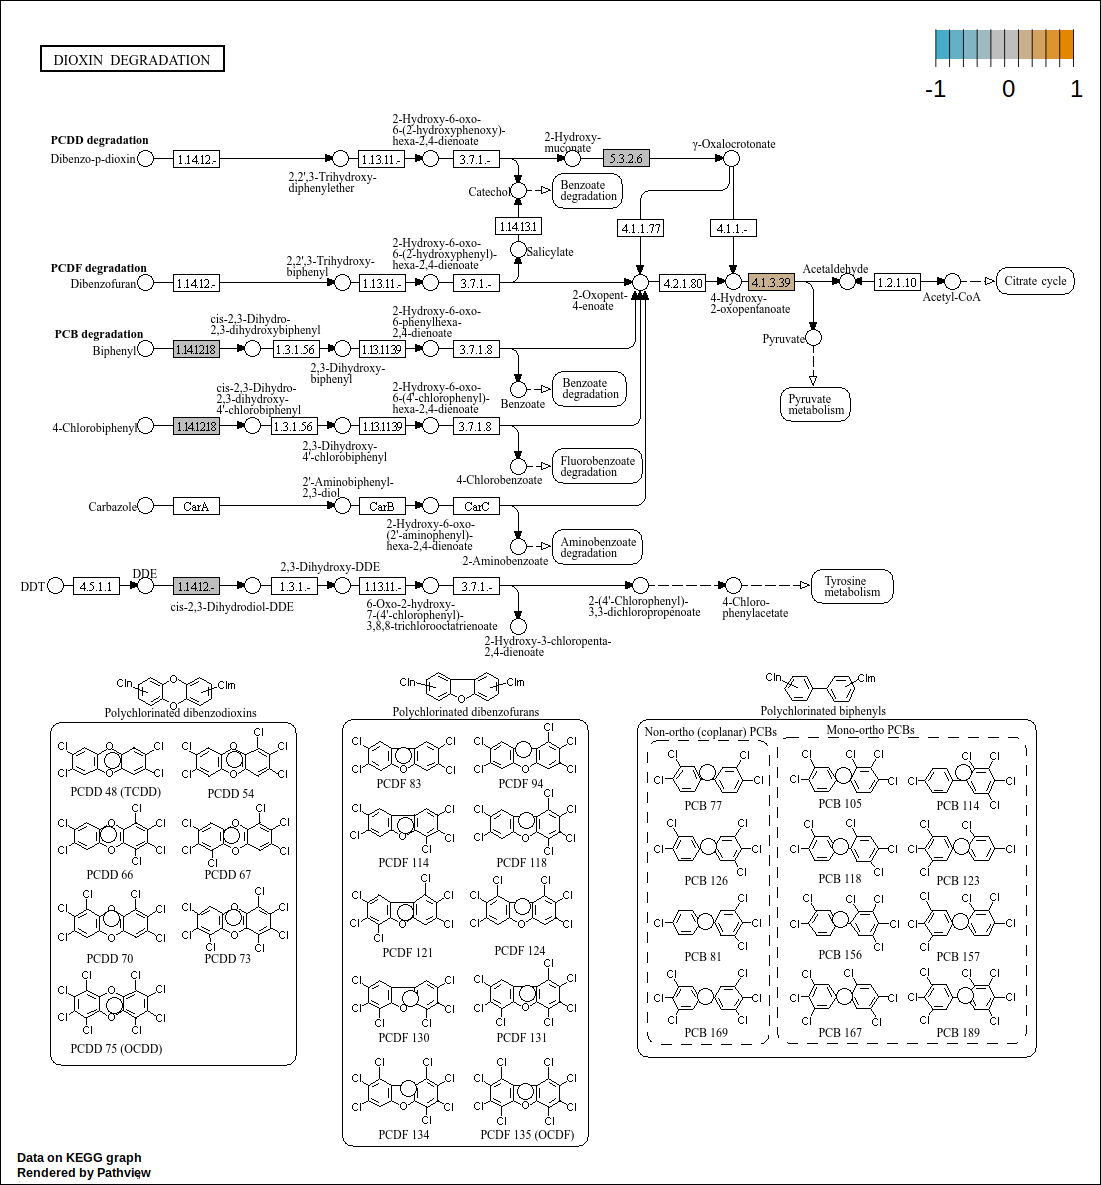 DIOXIN DEGRADATION
-1 0 1
PCDD degradation
Dibenzo-p-dioxin
1.14.12.-
2,2',3-Trihydroxy-
diphenylether
1.13.11.-
2-Hydroxy-6-oxo-
6-(2-hydroxyphenoxy)-
hexa-2,4-dienoate
3.7.1.-
2-Hydroxy-
muconate
5.3.2.6
γ-Oxalocrotonate
Catechol
Benzoate
degradation
1.14.13.1
Salicylate
4.1.1.77
4.1.1.-
PCDF degradation
Dibenzofuran
1.14.12.-
2,2',3-Trihydroxy-
biphenyl
1.13.11.-
2-Hydroxy-6-oxo-
6-(2-hydroxyphenyl)-
hexa-2,4-dienoate
3.7.1.-
2-Oxopent-
4-enoate
4.2.1.80
4-Hydroxy-
2-oxopentanoate
4.1.3.39
Acetaldehyde
1.2.1.10
Acetyl-CoA
Citrate cycle
Pyruvate
Pyruvate
metabolism
PCB degradation
Biphenyl
1.14.12.18
cis-2,3-Dihydro-
2,3-dihydroxybiphenyl
1.3.1.56
2,3-Dihydroxy-
biphenyl
1.13.11.39
2-Hydroxy-6-oxo-
6-phenylhexa-
2,4-dienoate
3.7.1.8
Benzoate
Benzoate
degradation
4-Chlorobiphenyl
1.14.12.18
cis-2,3-Dihydro-
2,3-dihydroxy-
4'-chlorobiphenyl
1.3.1.56
2,3-Dihydroxy-
4'-chlorobiphenyl
1.13.11.39
2-Hydroxy-6-oxo-
6-(4'-chlorophenyl)-
hexa-2,4-dienoate
3.7.1.8
4-Chlorobenzoate
Fluorobenzoate
degradation
Carbazole
CarA
2'-Aminobiphenyl-
2,3-diol
CarB
2-Hydroxy-6-oxo-
(2'-aminophenyl)-
hexa-2,4-dienoate
CarC
2-Aminobenzoate
Aminobenzoate
degradation
DDT
4.5.1.1
DDE
1.14.12.-
cis-2,3-Dihydrodiol-DDE
1.3.1.-
2,3-Dihydroxy-DDE
1.13.11.-
6-Oxo-2-hydroxy-
7-(4'-chlorophenyl)-
3,8,8-trichlorooctatrienoate
3.7.1.-
2-Hydroxy-3-chloropenta-
2,4-dienoate
2-(4'-Chlorophenyl)-
3,3-dichloropropenoate
4-Chloro-
phenylacetate
Tyrosine
metabolism
Cln O O Clm
Polychlorinated dibenzodioxins
Cln O Clm
Polychlorinated dibenzofurans
Cln Clm
Polychlorinated biphenyls
PCDD 48 (TCDD)
PCDD 54
PCDD 66
PCDD 67
PCDD 70
PCDD 73
PCDD 75 (OCDD)
PCDF 83
PCDF 94
PCDF 114
PCDF 118
PCDF 121
PCDF 124
PCDF 130
PCDF 131
PCDF 134
PCDF 135 (OCDF)
Non-ortho (coplanar) PCBs
Mono-ortho PCBs
PCB 77
PCB 105
PCB 114
PCB 126
PCB 118
PCB 123
PCB 81
PCB 156
PCB 157
PCB 169
PCB 167
PCB 189
Data on KEGG graph
Rendered by Pathview